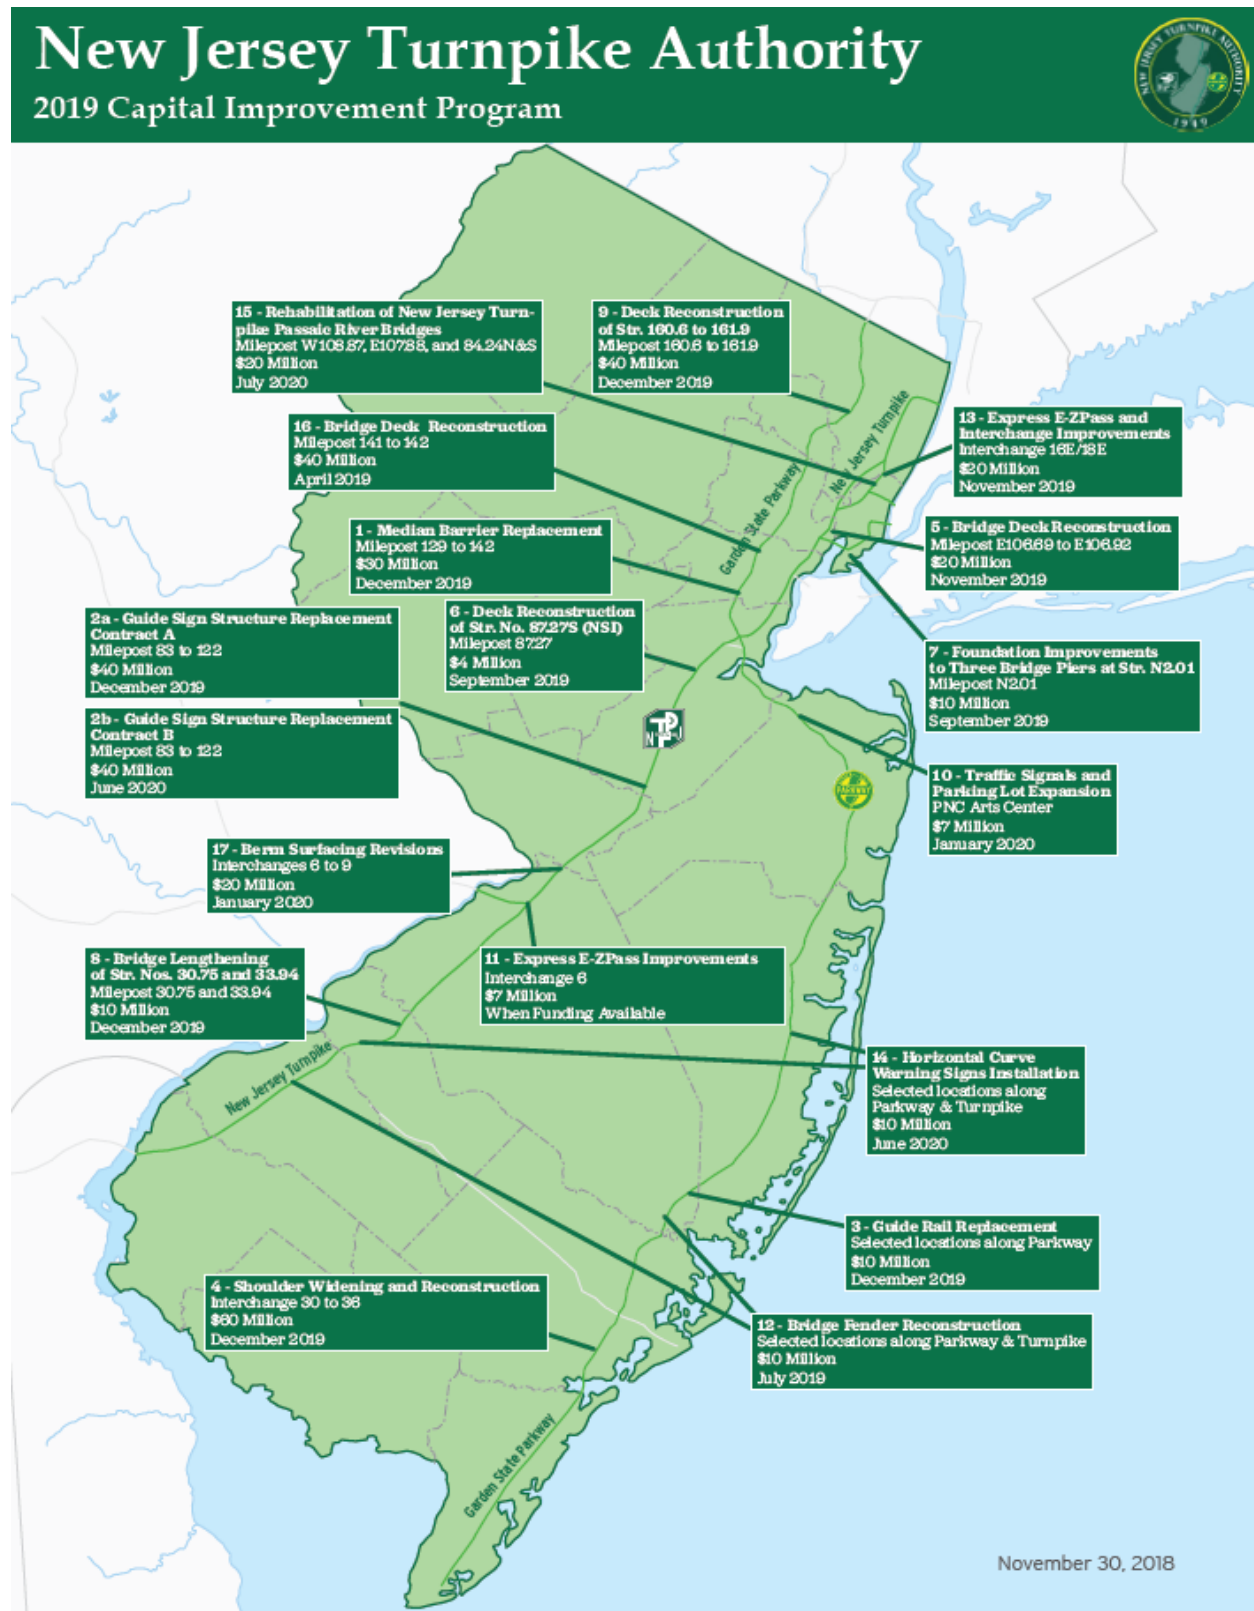 New Jersey Turnpike Authority
2019 Capital Improvement Program
NEW JERSEY TURNPIKE AUTHORITY
1949
15 - Rehabilitation of New Jersey Turn-
pike Passaic River Bridges
Milepost W108.87, E107.88, and 84.24N&S
$20 Million
July 2020
9 - Deck Reconstruction
of Str. 160.6 to 161.9
Milepost 160.6 to 161.9
$40 Million
December 2019
16 - Bridge Deck Reconstruction
Milepost 141 to 142
$40 Million
April 2019
13 - Express E-ZPass and
Interchange Improvements
Interchange 16E/18E
$20 Million
November 2019
New Jersey Turnpike
Garden State Parkway
1 - Median Barrier Replacement
Milepost 129 to 142
$30 Million
December 2019
5 - Bridge Deck Reconstruction
Milepost E106.69 to E106.92
$20 Million
November 2019
2a - Guide Sign Structure Replacement
Contract A
Milepost 83 to 122
$40 Million
December 2019
6 - Deck Reconstruction
of Str. No. 87.27S (NSI)
Milepost 87.27
$4 Million
September 2019
7 - Foundation Improvements
to Three Bridge Piers at Str. N2.01
Milepost N2.01
$10 Million
September 2019
2b - Guide Sign Structure Replacement
Contract B
Milepost 83 to 122
$40 Million
June 2020
PARKWAY
10 - Traffic Signals and
Parking Lot Expansion
PNC Arts Center
$7 Million
January 2020
17 - Berm Surfacing Revisions
Interchanges 6 to 9
$20 Million
January 2020
8 - Bridge Lengthening
of Str. Nos. 30.75 and 33.94
Milepost 30.75 and 33.94
$10 Million
December 2019
11 - Express E-ZPass Improvements
Interchange 6
$7 Million
When Funding Available
New Jersey Turnpike
14 - Horizontal Curve
Warning Signs Installation
Selected locations along
Parkway & Turnpike
$10 Million
June 2020
3 - Guide Rail Replacement
Selected locations along Parkway
$10 Million
December 2019
4 - Shoulder Widening and Reconstruction
Interchange 30 to 36
$60 Million
December 2019
12 - Bridge Fender Reconstruction
Selected locations along Parkway & Turnpike
$10 Million
July 2019
Garden State Parkway
November 30, 2018